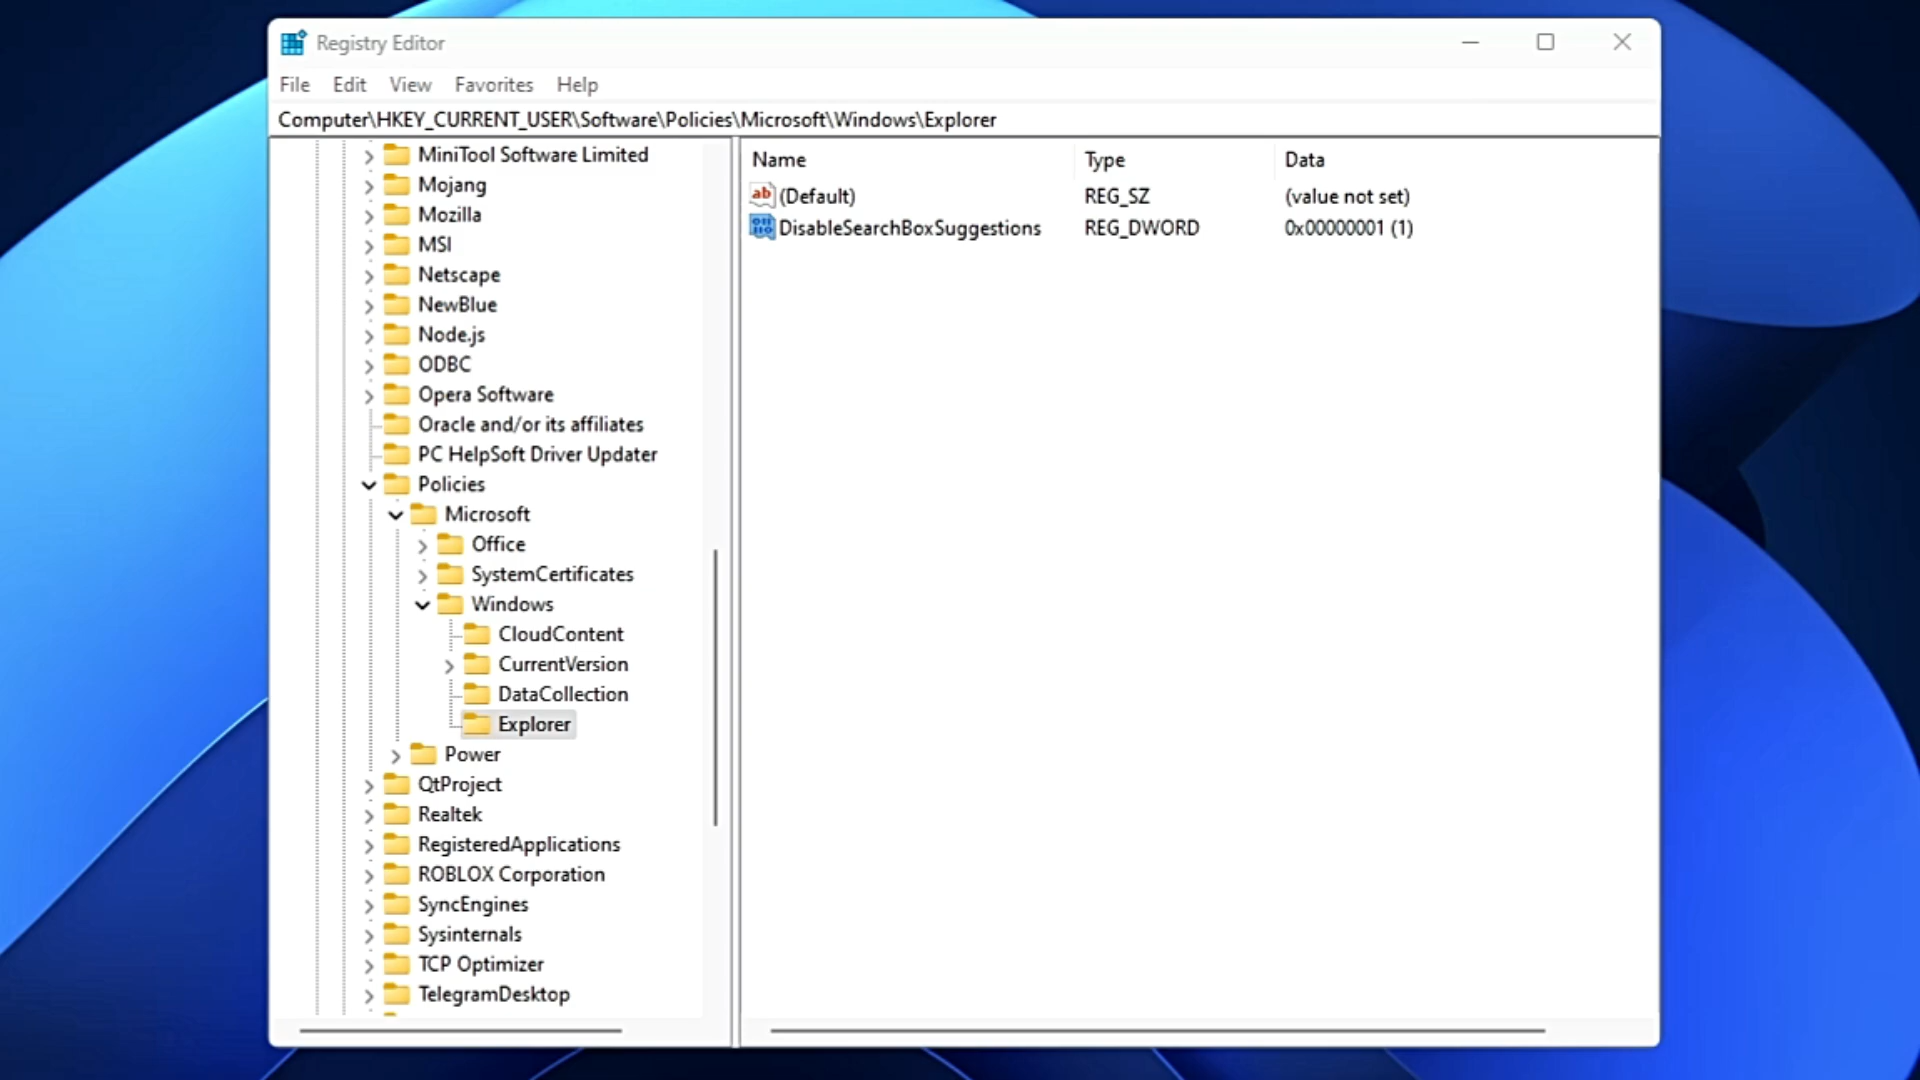 Registry Editor
File Edit View Favorites Help
Computer\HKEY_CURRENT_USER\Software\Policies\Microsoft\Windows\Explorer
MiniTool Software Limited
Mojang
Mozilla
MSI
Netscape
NewBlue
Node.js
ODBC
Opera Software
Oracle and/or its affiliates
PC HelpSoft Driver Updater
Policies
Microsoft
Office
SystemCertificates
Windows
CloudContent
CurrentVersion
DataCollection
Explorer
Power
QtProject
Realtek
RegisteredApplications
ROBLOX Corporation
SyncEngines
Sysinternals
TCP Optimizer
TelegramDesktop
Name Type Data
(Default) REG_SZ (value not set)
DisableSearchBoxSuggestions REG_DWORD 0x00000001 (1)